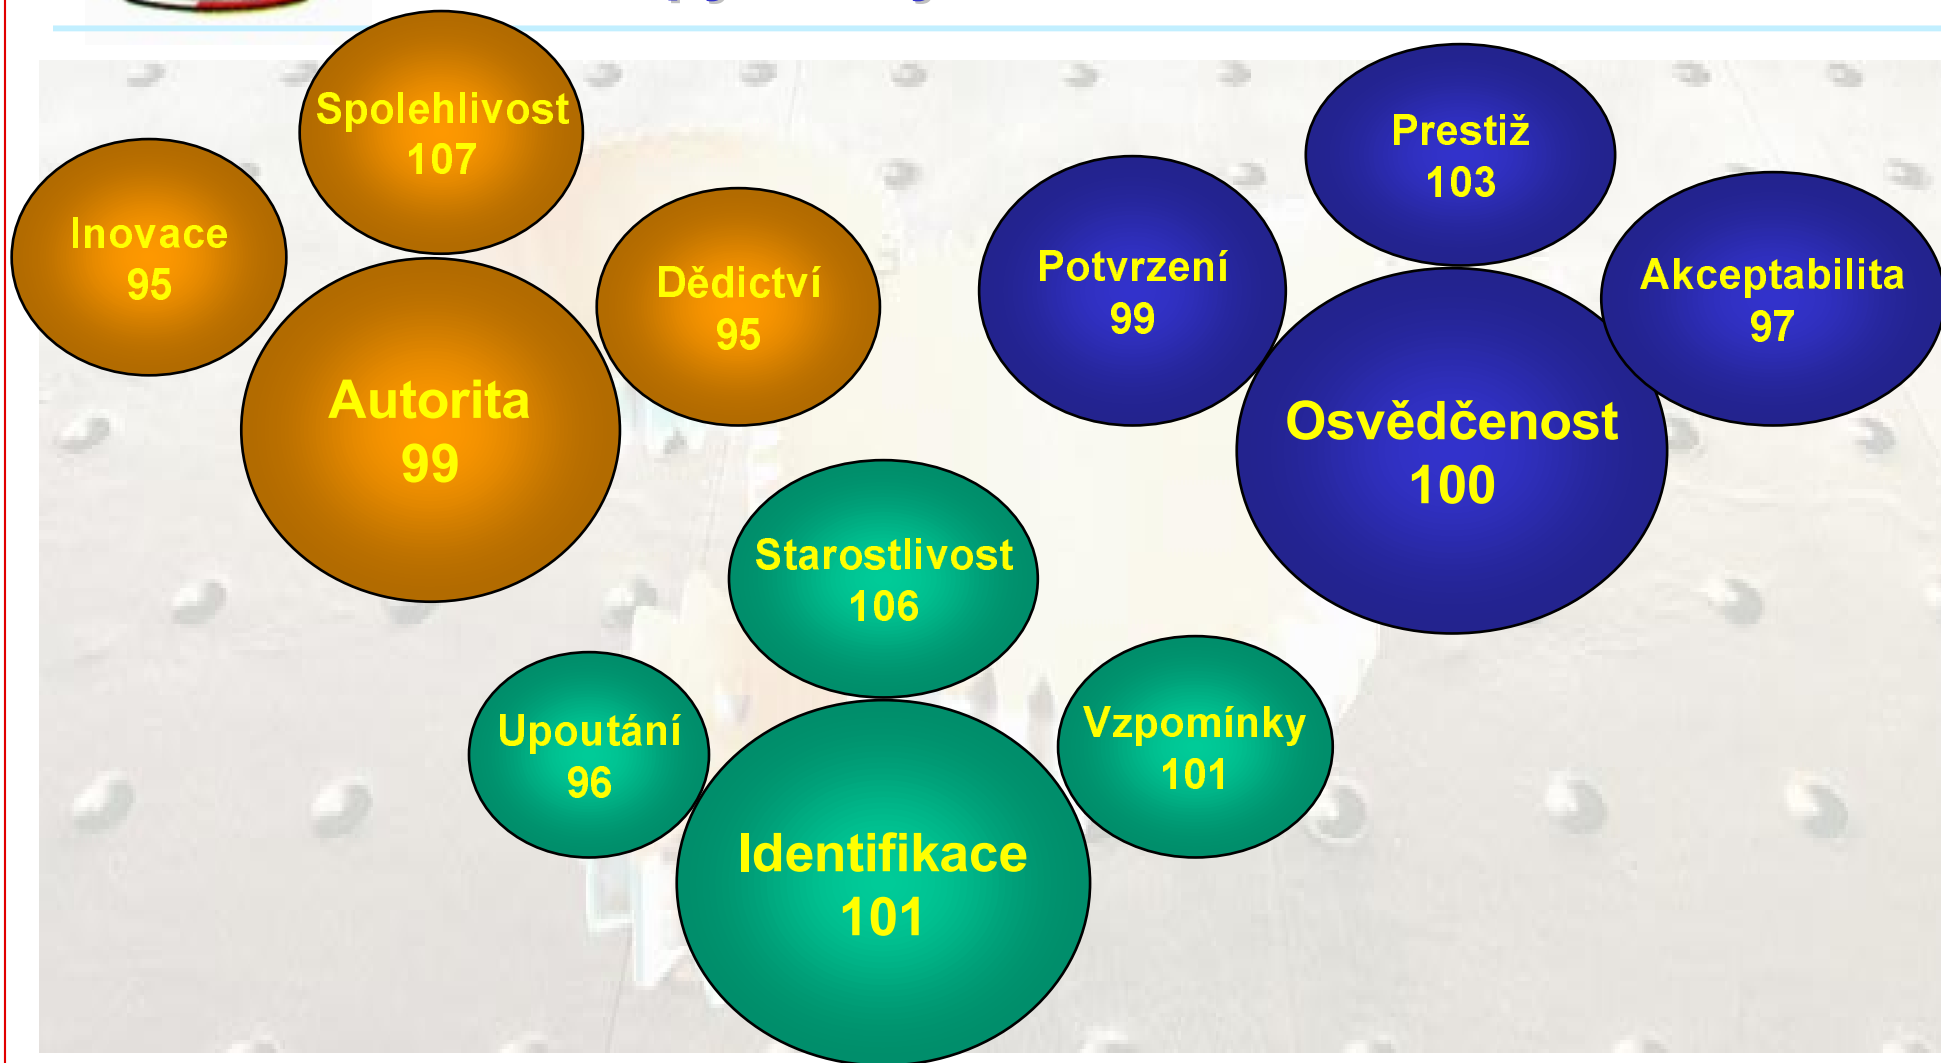 Spolehlivost
107
Inovace
95
Dědictví
95
Autorita
99
Prestiž
103
Potvrzení
99
Akceptabilita
97
Osvědčenost
100
Starostlivost
106
Upoutání
96
Vzpomínky
101
Identifikace
101